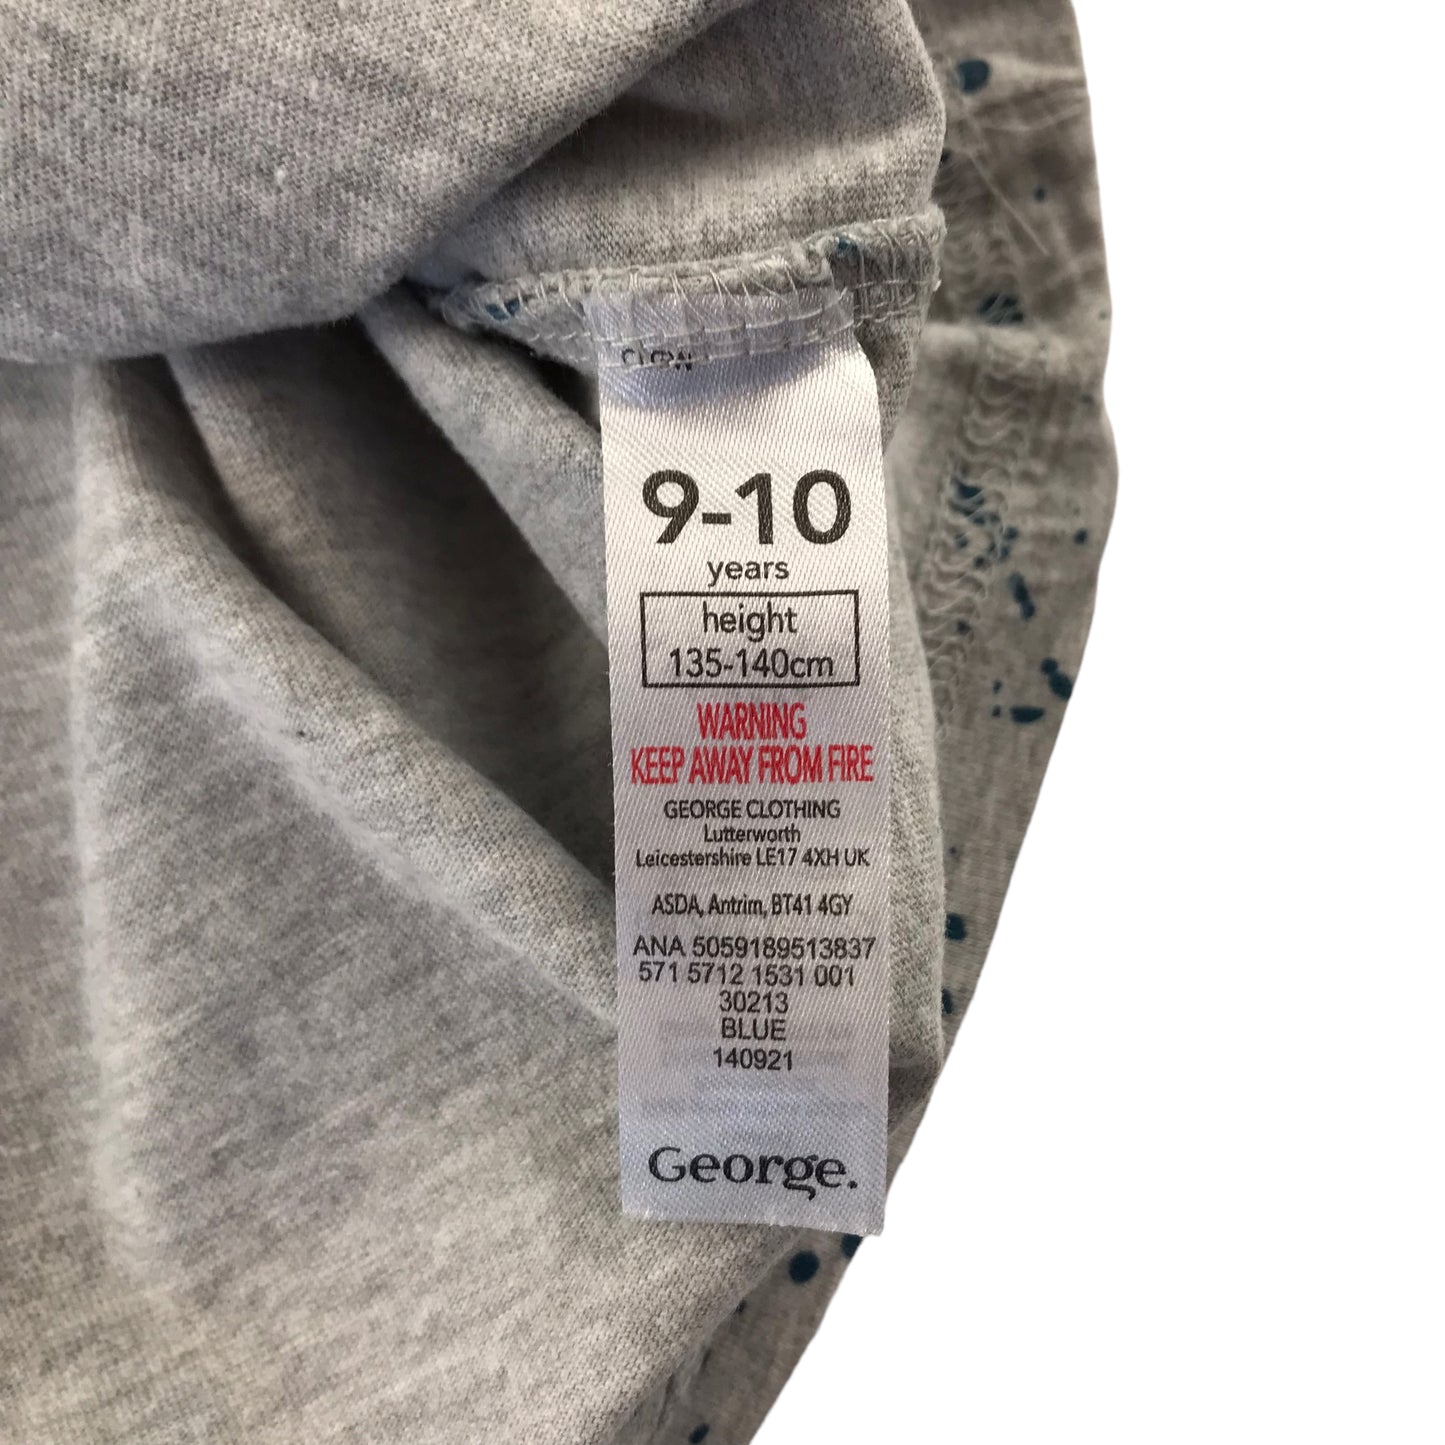 9-10
years
height
135-140cm
WARNING
KEEP AWAY FROM FIRE
GEORGE CLOTHING
Lutterworth
Leicestershire LE17 4XH UK
ASDA, Antrim, BT41 4GY
ANA 5059189513837
571 5712 1531 001
30213
BLUE
140921
George.